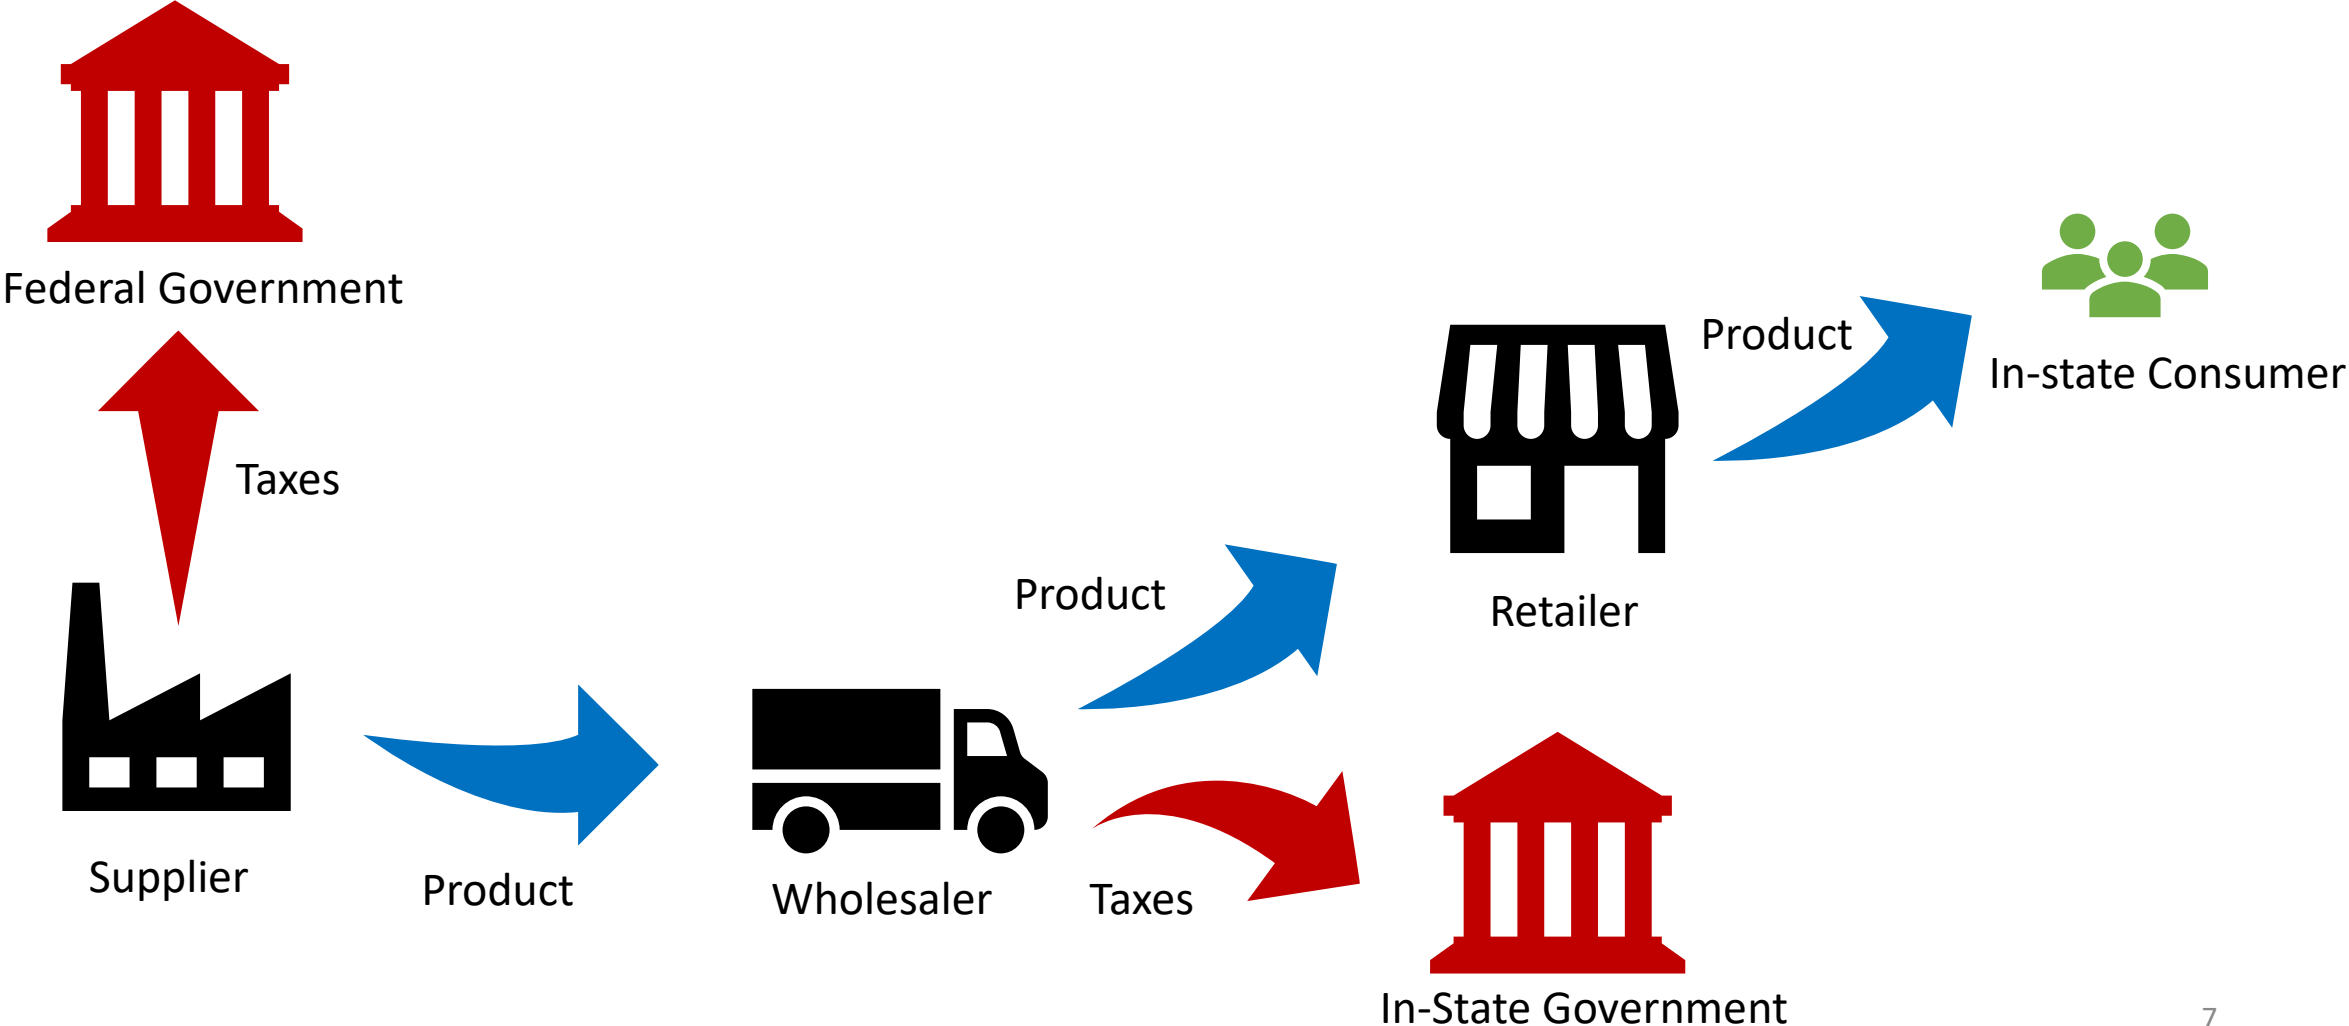 Federal Government
Taxes
Supplier
Product
Wholesaler
Product
Taxes
Retailer
Product
In-state Consumer
In-State Government
7